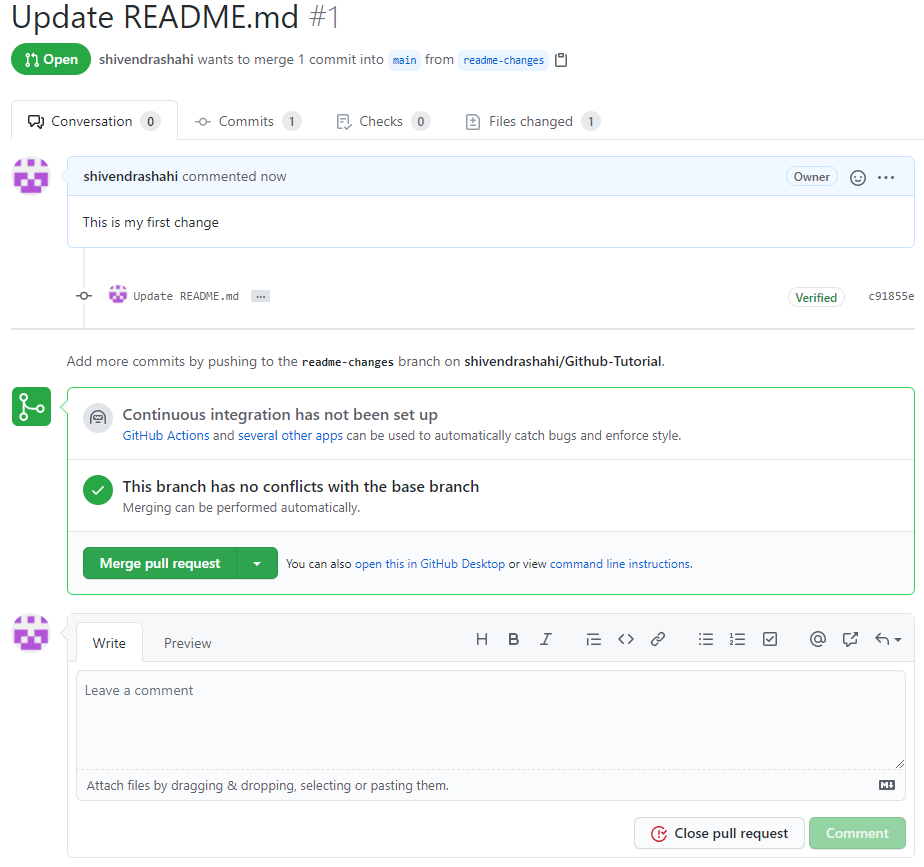 Update README.md #1
Open shivendrashahi wants to merge 1 commit into main from readme-changes
Conversation 0 Commits 1 Checks 0 Files changed 1
shivendrashahi commented now Owner
This is my first change
Update README.md ... Verified c91855e
Add more commits by pushing to the readme-changes branch on shivendrashahi/Github-Tutorial.
Continuous integration has not been set up
GitHub Actions and several other apps can be used to automatically catch bugs and enforce style.
This branch has no conflicts with the base branch
Merging can be performed automatically.
Merge pull request You can also open this in GitHub Desktop or view command line instructions.
Write Preview
Leave a comment
Attach files by dragging & dropping, selecting or pasting them.
Close pull request Comment